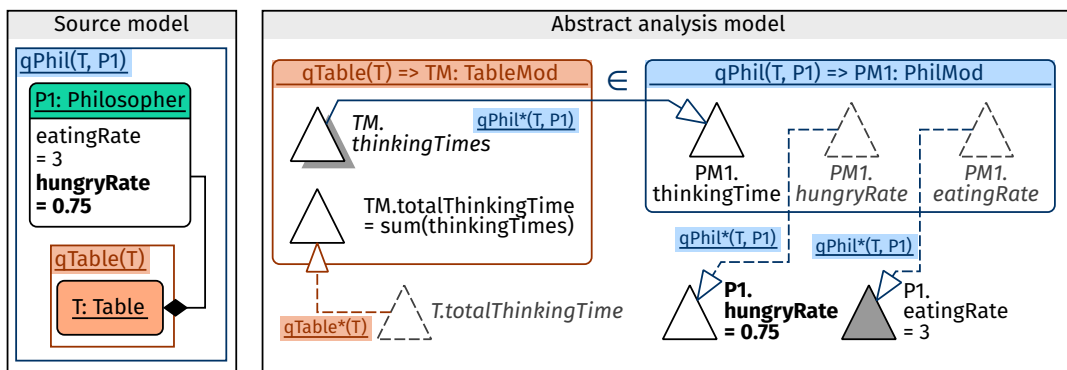 Source model
qPhil(T, P1)
P1: Philosopher
eatingRate
= 3
hungryRate
= 0.75
qTable(T)
T: Table
Abstract analysis model
qTable(T) => TM: TableMod
∈
qPhil(T, P1) => PM1: PhilMod
TM.
thinkingTimes
qPhil*(T, P1)
PM1.
thinkingTime
PM1.
hungryRate
PM1.
eatingRate
TM.totalThinkingTime
= sum(thinkingTimes)
qPhil*(T, P1)
qPhil*(T, P1)
T.totalThinkingTime
qTable*(T)
P1.
hungryRate
= 0.75
P1.
eatingRate
= 3